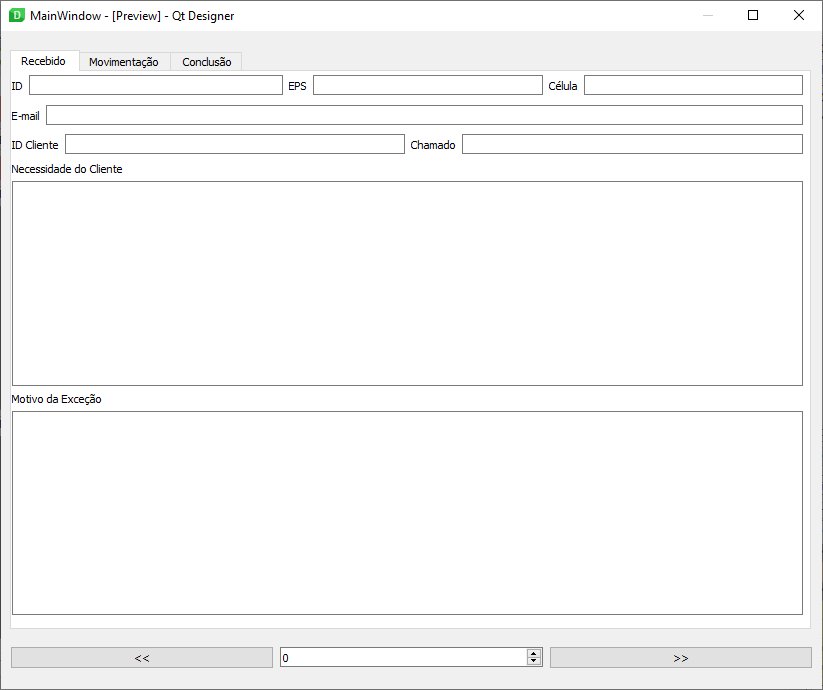 D MainWindow - [Preview] - Qt Designer
Recebido Movimentação Conclusão
ID EPS Célula
E-mail
ID Cliente Chamado
Necessidade do Cliente
Motivo da Exceção
<< 0 >>